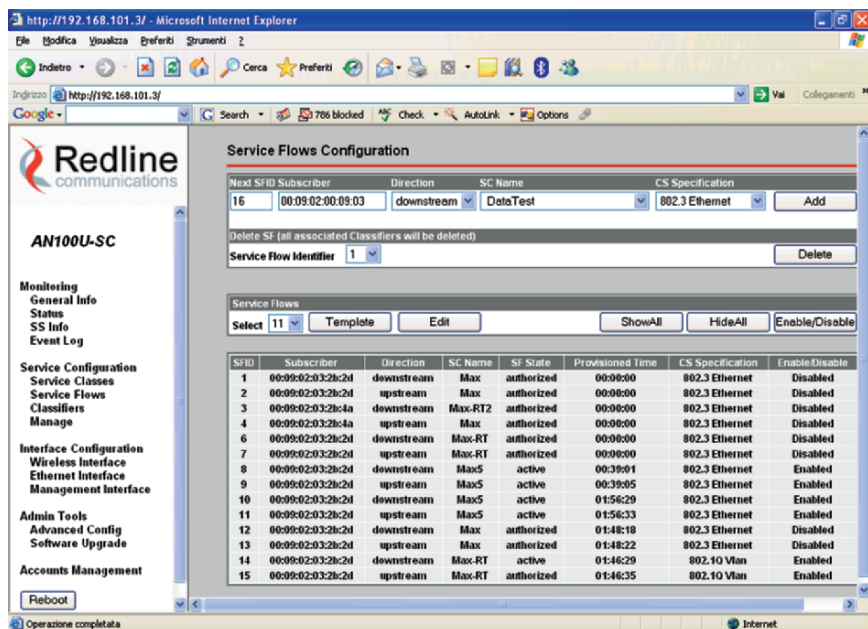 http://192.168.101.3/ - Microsoft Internet Explorer
File Modifica Visualizza Preferiti Strumenti ?
Indietro Cerca Preferiti
Indirizzo http://192.168.101.3/ Vai Collegamenti »
Google Search 786 blocked Check AutoLink Options
Redline
communications
AN100U-SC
Monitoring
General Info
Status
SS Info
Event Log
Service Configuration
Service Classes
Service Flows
Classifiers
Manage
Interface Configuration
Wireless Interface
Ethernet Interface
Management Interface
Admin Tools
Advanced Config
Software Upgrade
Accounts Management
Reboot
Service Flows Configuration
Next SFID Subscriber Direction SC Name CS Specification
16 00:09:02:00:09:03 downstream DataTest 802.3 Ethernet Add
Delete SF (all associated Classifiers will be deleted)
Service Flow Identifier 1 Delete
Service Flows
Select 11 Template Edit ShowAll HideAll Enable/Disable
SFID Subscriber Direction SC Name SF State Provisioned Time CS Specification Enable/Disable
1 00:09:02:03:2b:2d downstream Max authorized 00:00:00 802.3 Ethernet Disabled
2 00:09:02:03:2b:2d upstream Max authorized 00:00:00 802.3 Ethernet Disabled
3 00:09:02:03:2b:4a downstream Max-RT2 authorized 00:00:00 802.3 Ethernet Disabled
4 00:09:02:03:2b:4a upstream Max authorized 00:00:00 802.3 Ethernet Disabled
6 00:09:02:03:2b:2d downstream Max-RT authorized 00:00:00 802.3 Ethernet Disabled
7 00:09:02:03:2b:2d upstream Max-RT authorized 00:00:00 802.3 Ethernet Disabled
8 00:09:02:03:2b:2d downstream Max5 active 00:39:01 802.3 Ethernet Enabled
9 00:09:02:03:2b:2d upstream Max5 active 00:39:05 802.3 Ethernet Enabled
10 00:09:02:03:2b:2d downstream Max5 active 01:56:29 802.3 Ethernet Enabled
11 00:09:02:03:2b:2d upstream Max5 active 01:56:33 802.3 Ethernet Enabled
12 00:09:02:03:2b:2d downstream Max authorized 01:48:18 802.3 Ethernet Disabled
13 00:09:02:03:2b:2d upstream Max authorized 01:48:22 802.3 Ethernet Disabled
14 00:09:02:03:2b:2d downstream Max-RT active 01:46:29 802.1Q Vlan Enabled
15 00:09:02:03:2b:2d upstream Max-RT authorized 01:46:35 802.1Q Vlan Enabled
Operazione completata Internet